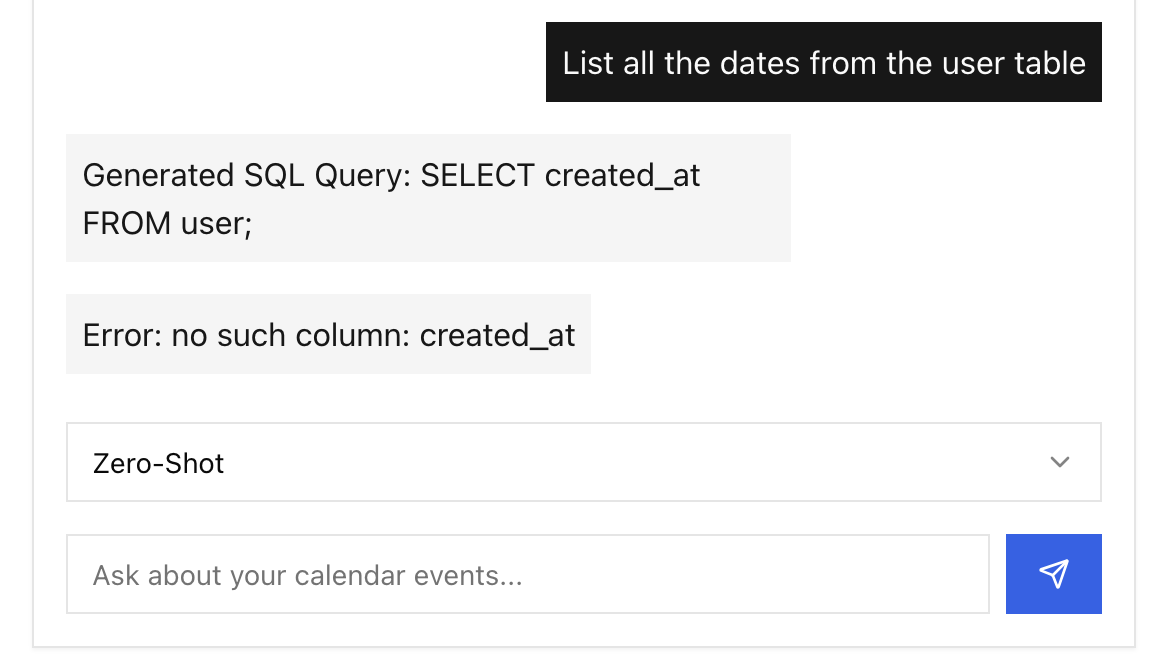 List all the dates from the user table
Generated SQL Query: SELECT created_at
FROM user;
Error: no such column: created_at
Zero-Shot
Ask about your calendar events...